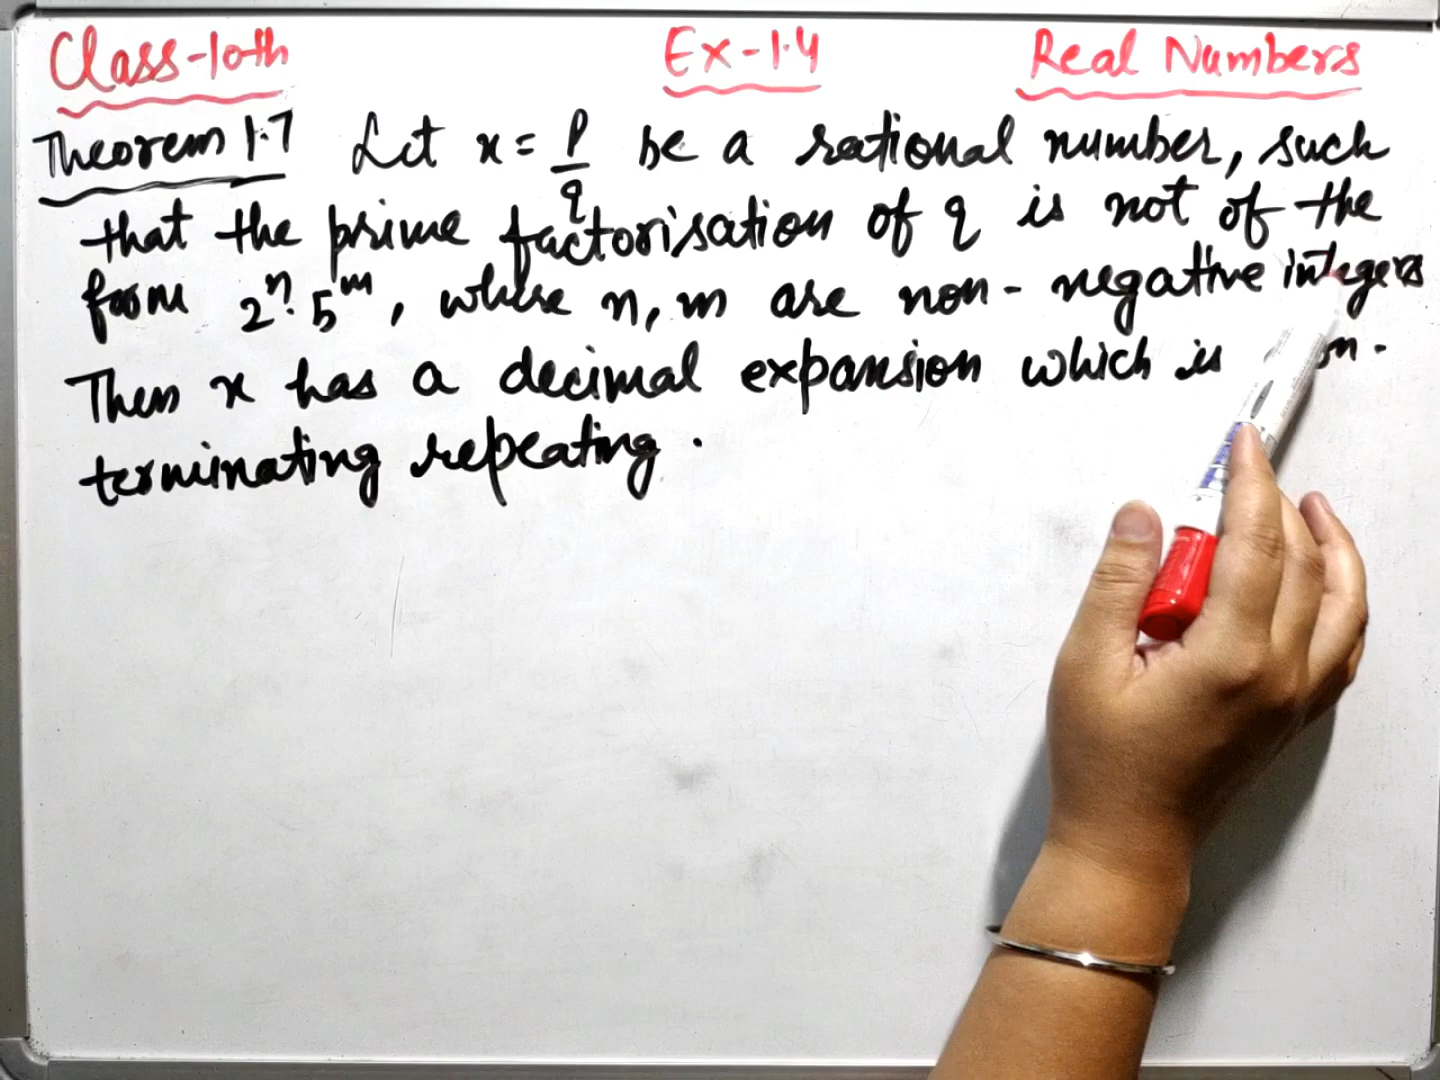 Class-10th Ex-1.4 Real Numbers
Theorem 1.7 Let x = p/q be a rational number, such
that the prime factorisation of q is not of the
form 2^n. 5^m, where n, m are non-negative integers
Then x has a decimal expansion which is
terminating repeating.